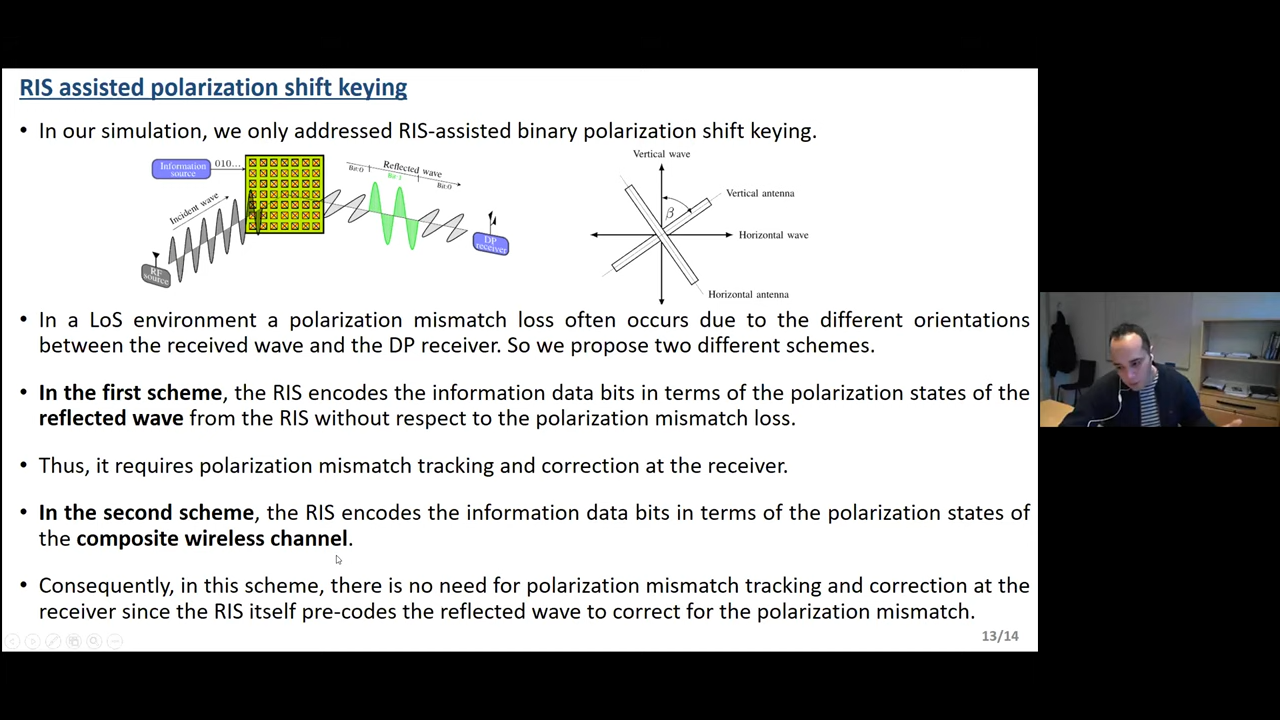 RIS assisted polarization shift keying
• In our simulation, we only addressed RIS-assisted binary polarization shift keying.
Information
source
010...
Incident wave
RF
source
Reflected wave
Bit:0
Bit:1
Bit:0
DP
receiver
Vertical wave
Vertical antenna
β
Horizontal wave
Horizontal antenna
• In a LoS environment a polarization mismatch loss often occurs due to the different orientations
between the received wave and the DP receiver. So we propose two different schemes.
• In the first scheme, the RIS encodes the information data bits in terms of the polarization states of the
reflected wave from the RIS without respect to the polarization mismatch loss.
• Thus, it requires polarization mismatch tracking and correction at the receiver.
• In the second scheme, the RIS encodes the information data bits in terms of the polarization states of
the composite wireless channel.
• Consequently, in this scheme, there is no need for polarization mismatch tracking and correction at the
receiver since the RIS itself pre-codes the reflected wave to correct for the polarization mismatch.
13/14